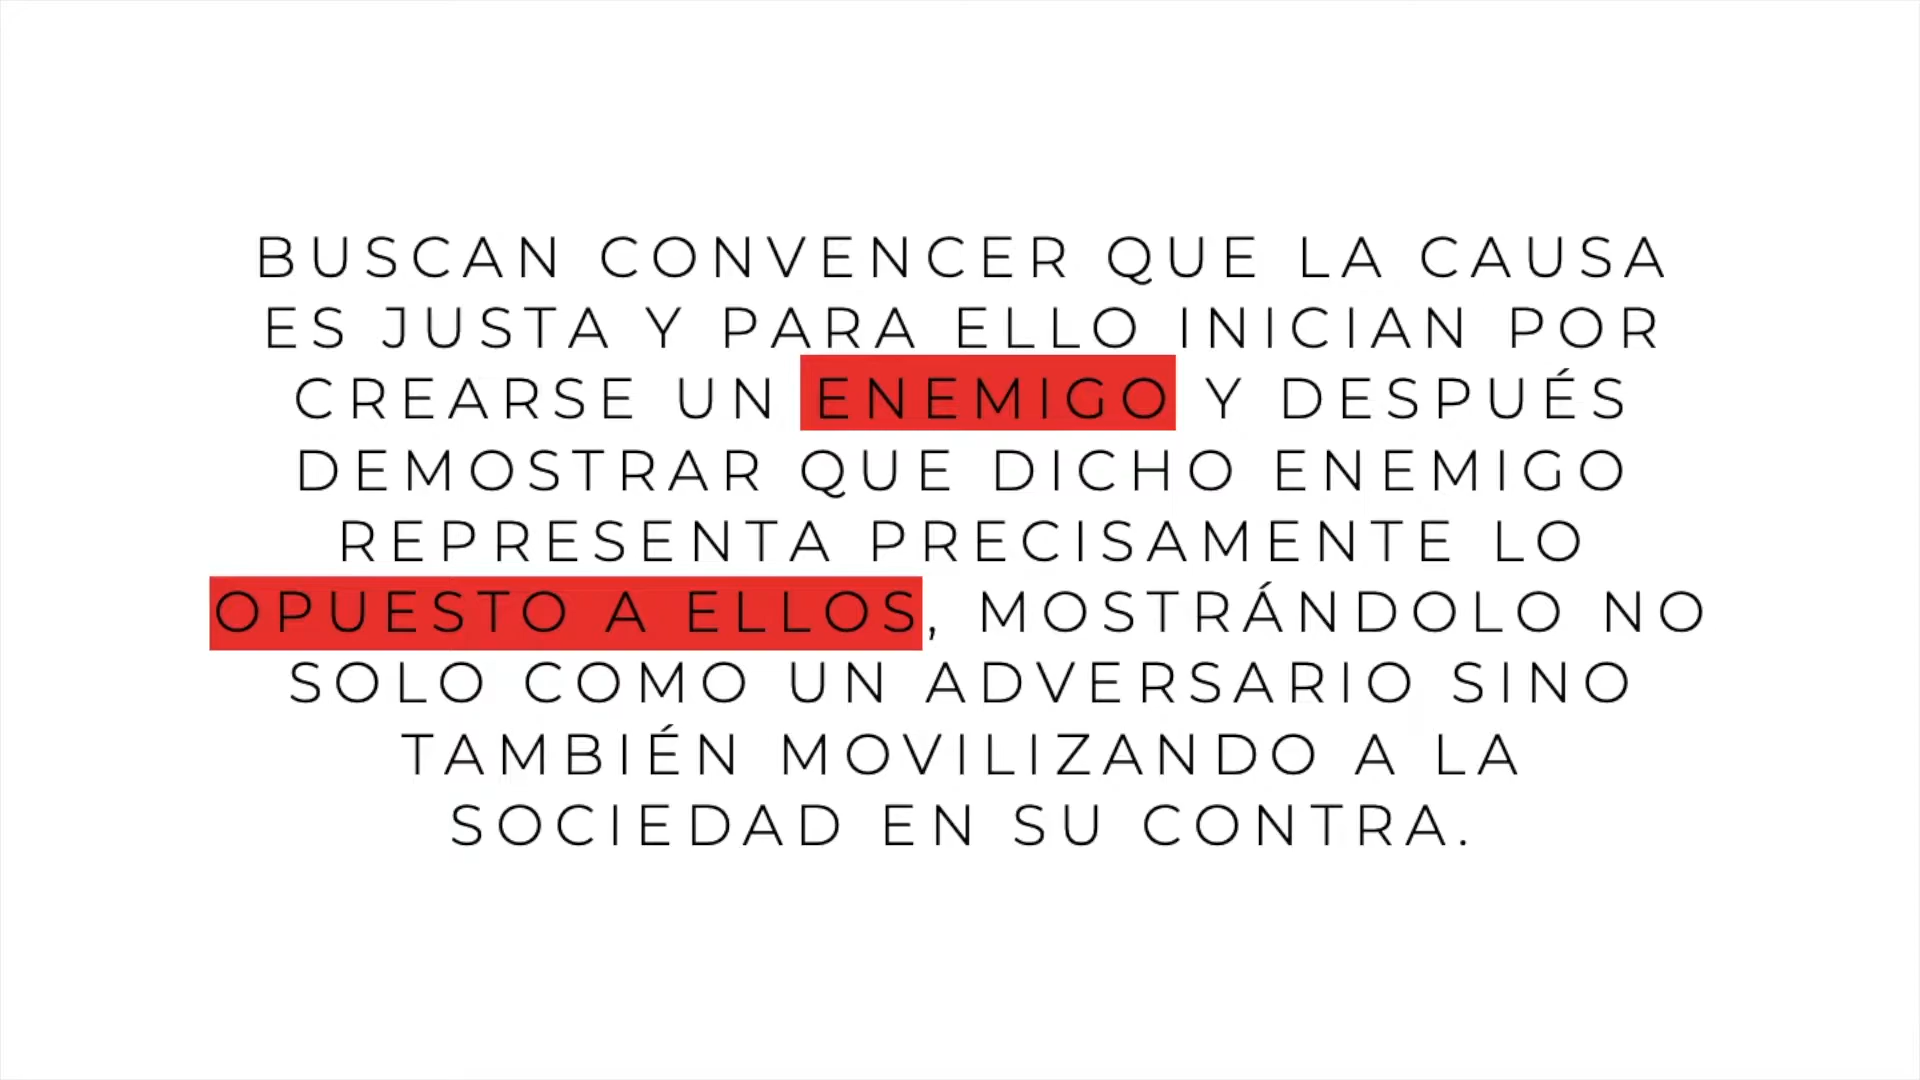 BUSCAN CONVENCER QUE LA CAUSA
ES JUSTA Y PARA ELLO INICIAN POR
CREARSE UN ENEMIGO Y DESPUÉS
DEMOSTRAR QUE DICHO ENEMIGO
REPRESENTA PRECISAMENTE LO
OPUESTO A ELLOS, MOSTRÁNDOLO NO
SOLO COMO UN ADVERSARIO SINO
TAMBIÉN MOVILIZANDO A LA
SOCIEDAD EN SU CONTRA.